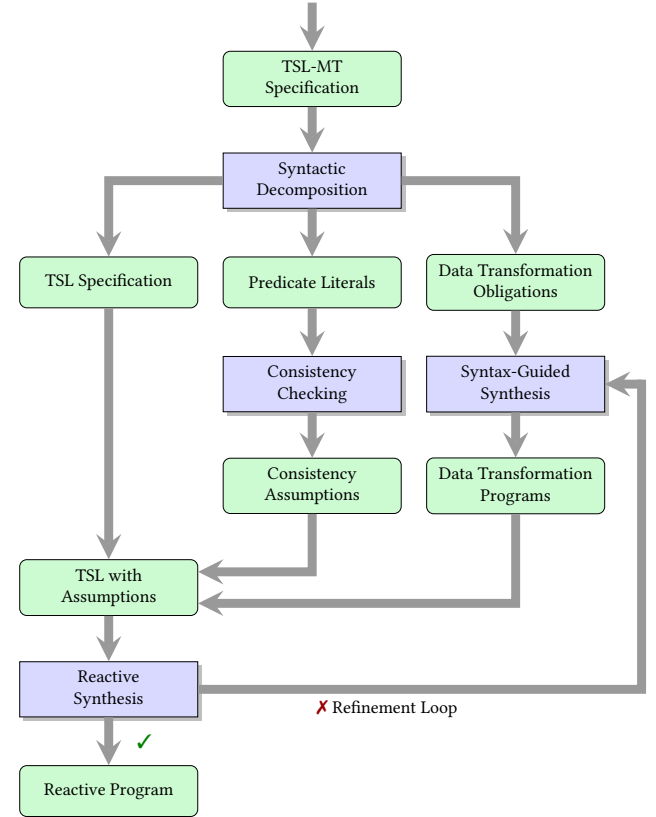 TSL-MT
Specification
Syntactic
Decomposition
TSL Specification
Predicate Literals
Data Transformation
Obligations
Consistency
Checking
Syntax-Guided
Synthesis
Consistency
Assumptions
Data Transformation
Programs
TSL with
Assumptions
Reactive
Synthesis
✗ Refinement Loop
✓
Reactive Program